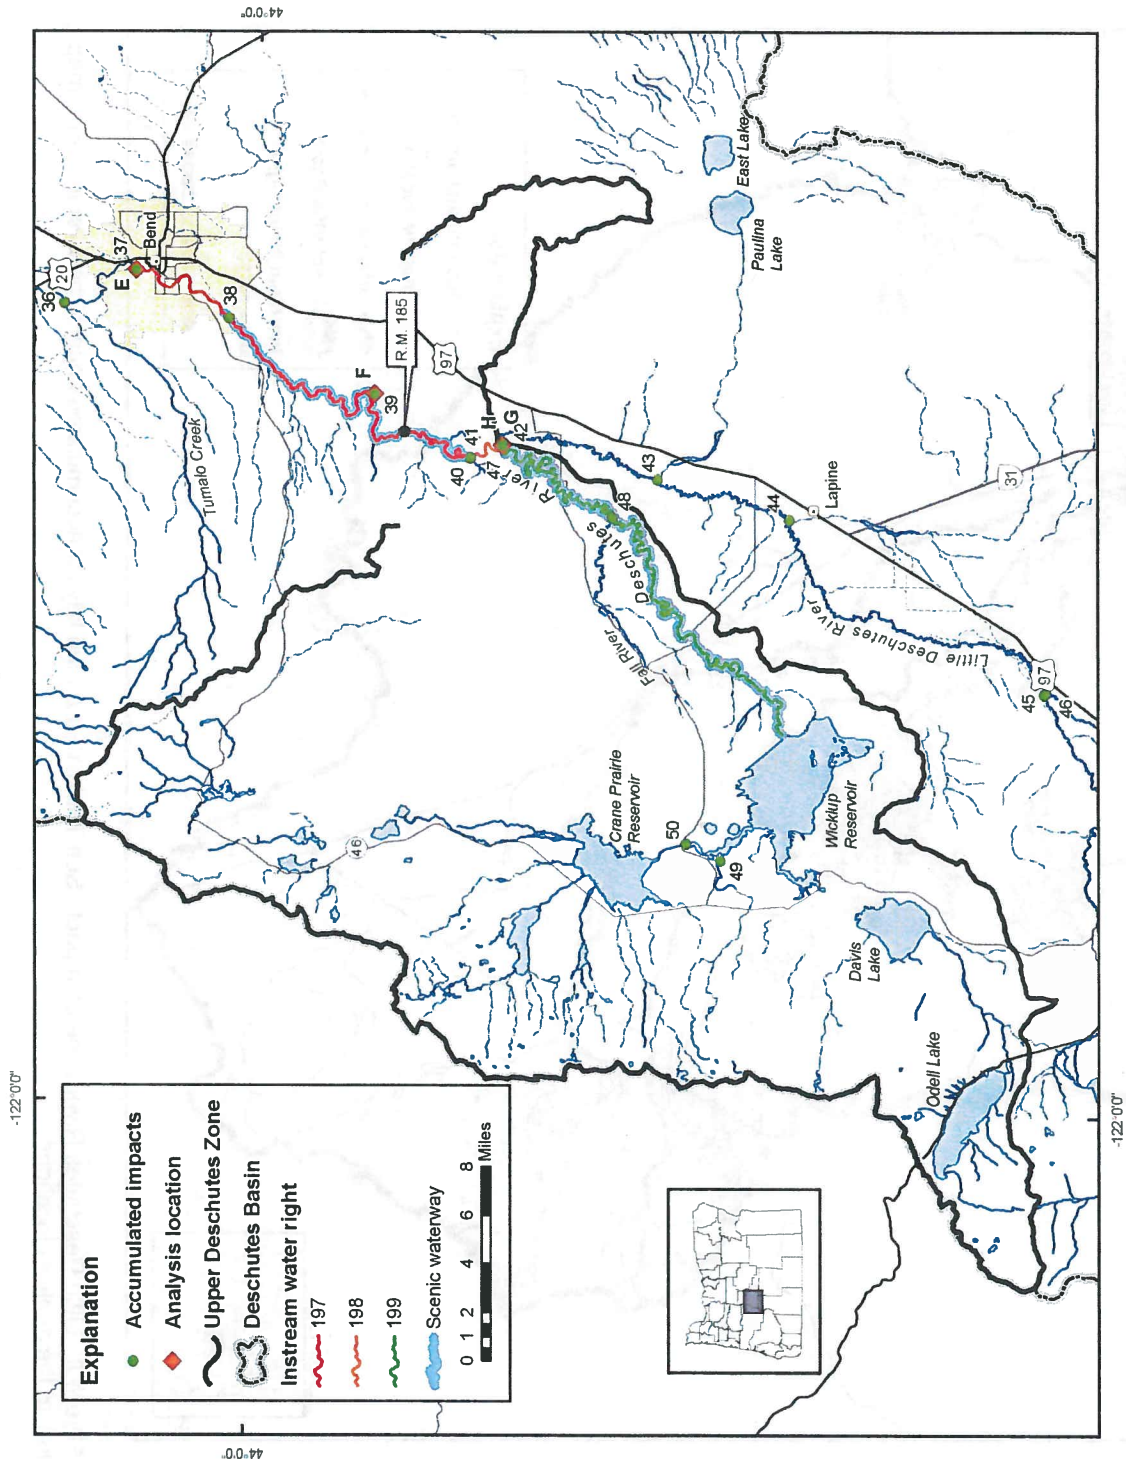 44°0'0"
-122°0'0"
Explanation
Accumulated impacts
Analysis location
Upper Deschutes Zone
Deschutes Basin
Instream water right
197
198
199
Scenic waterway
0 1 2 4 6 8
Miles
36
20
37
E
Bend
38
Tumalo Creek
F
39
R.M. 185
97
40
41
H
G
42
47
River
48
Deschutes
43
44
Lapine
31
Fall River
Little Deschutes River
97
45
46
East Lake
Paulina
Lake
46
Crane Prairie
Reservoir
50
49
Wickiup
Reservoir
Davis
Lake
Odell Lake
44°0'0"
-122°0'0"